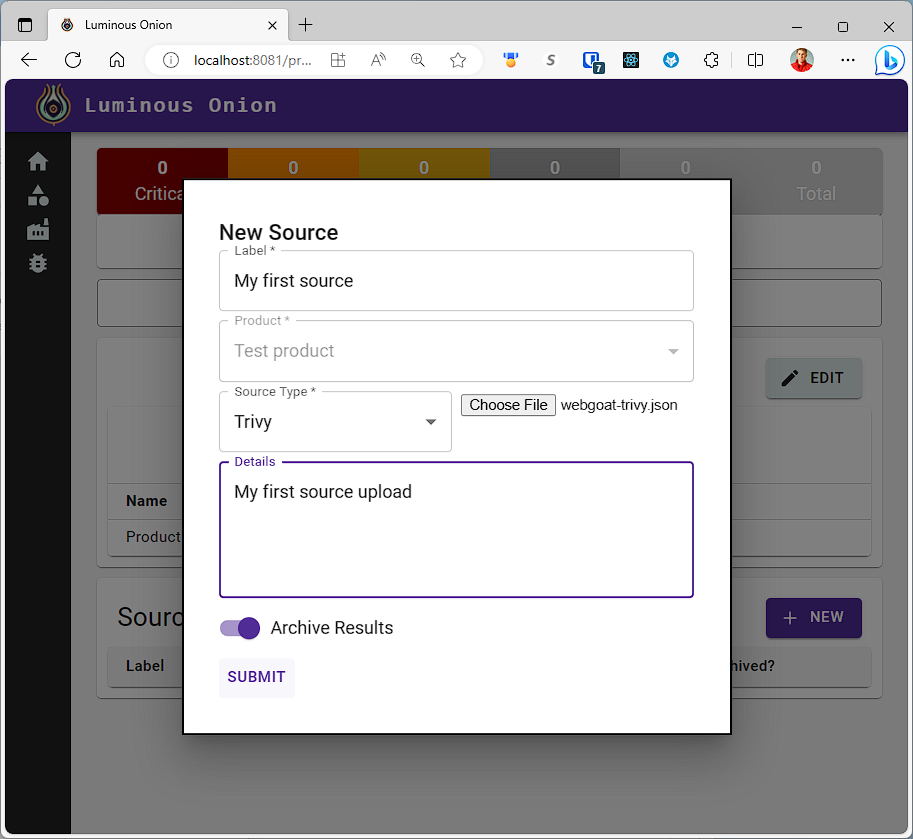 Luminous Onion
localhost:8081/pr...
7
Luminous Onion
0 0 0 0 0 0
Critica Total
New Source
Label *
My first source
Product *
Test product
EDIT
Source Type *
Trivy
Choose File webgoat-trivy.json
Details
My first source upload
Name
Product
Sourc
NEW
Archive Results
Label
hived?
SUBMIT